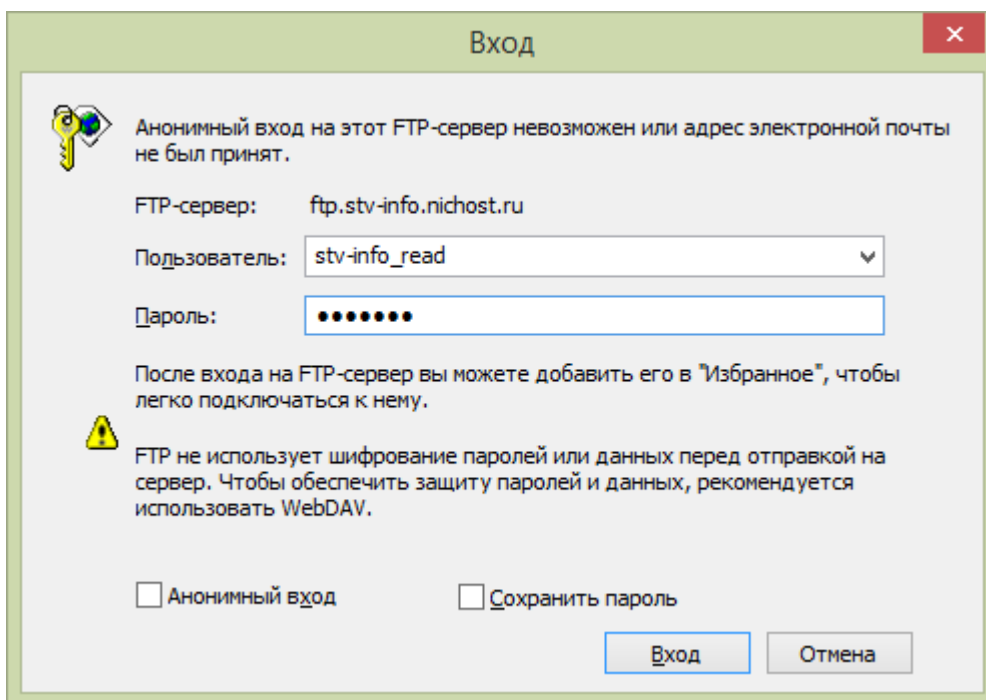 Вход
Анонимный вход на этот FTP-сервер невозможен или адрес электронной почты
не был принят.
FTP-сервер: ftp.stv-info.nichost.ru
Пользователь: stv-info_read
Пароль: •••••••
После входа на FTP-сервер вы можете добавить его в "Избранное", чтобы
легко подключаться к нему.
FTP не использует шифрование паролей или данных перед отправкой на
сервер. Чтобы обеспечить защиту паролей и данных, рекомендуется
использовать WebDAV.
Анонимный вход Сохранить пароль
Вход Отмена